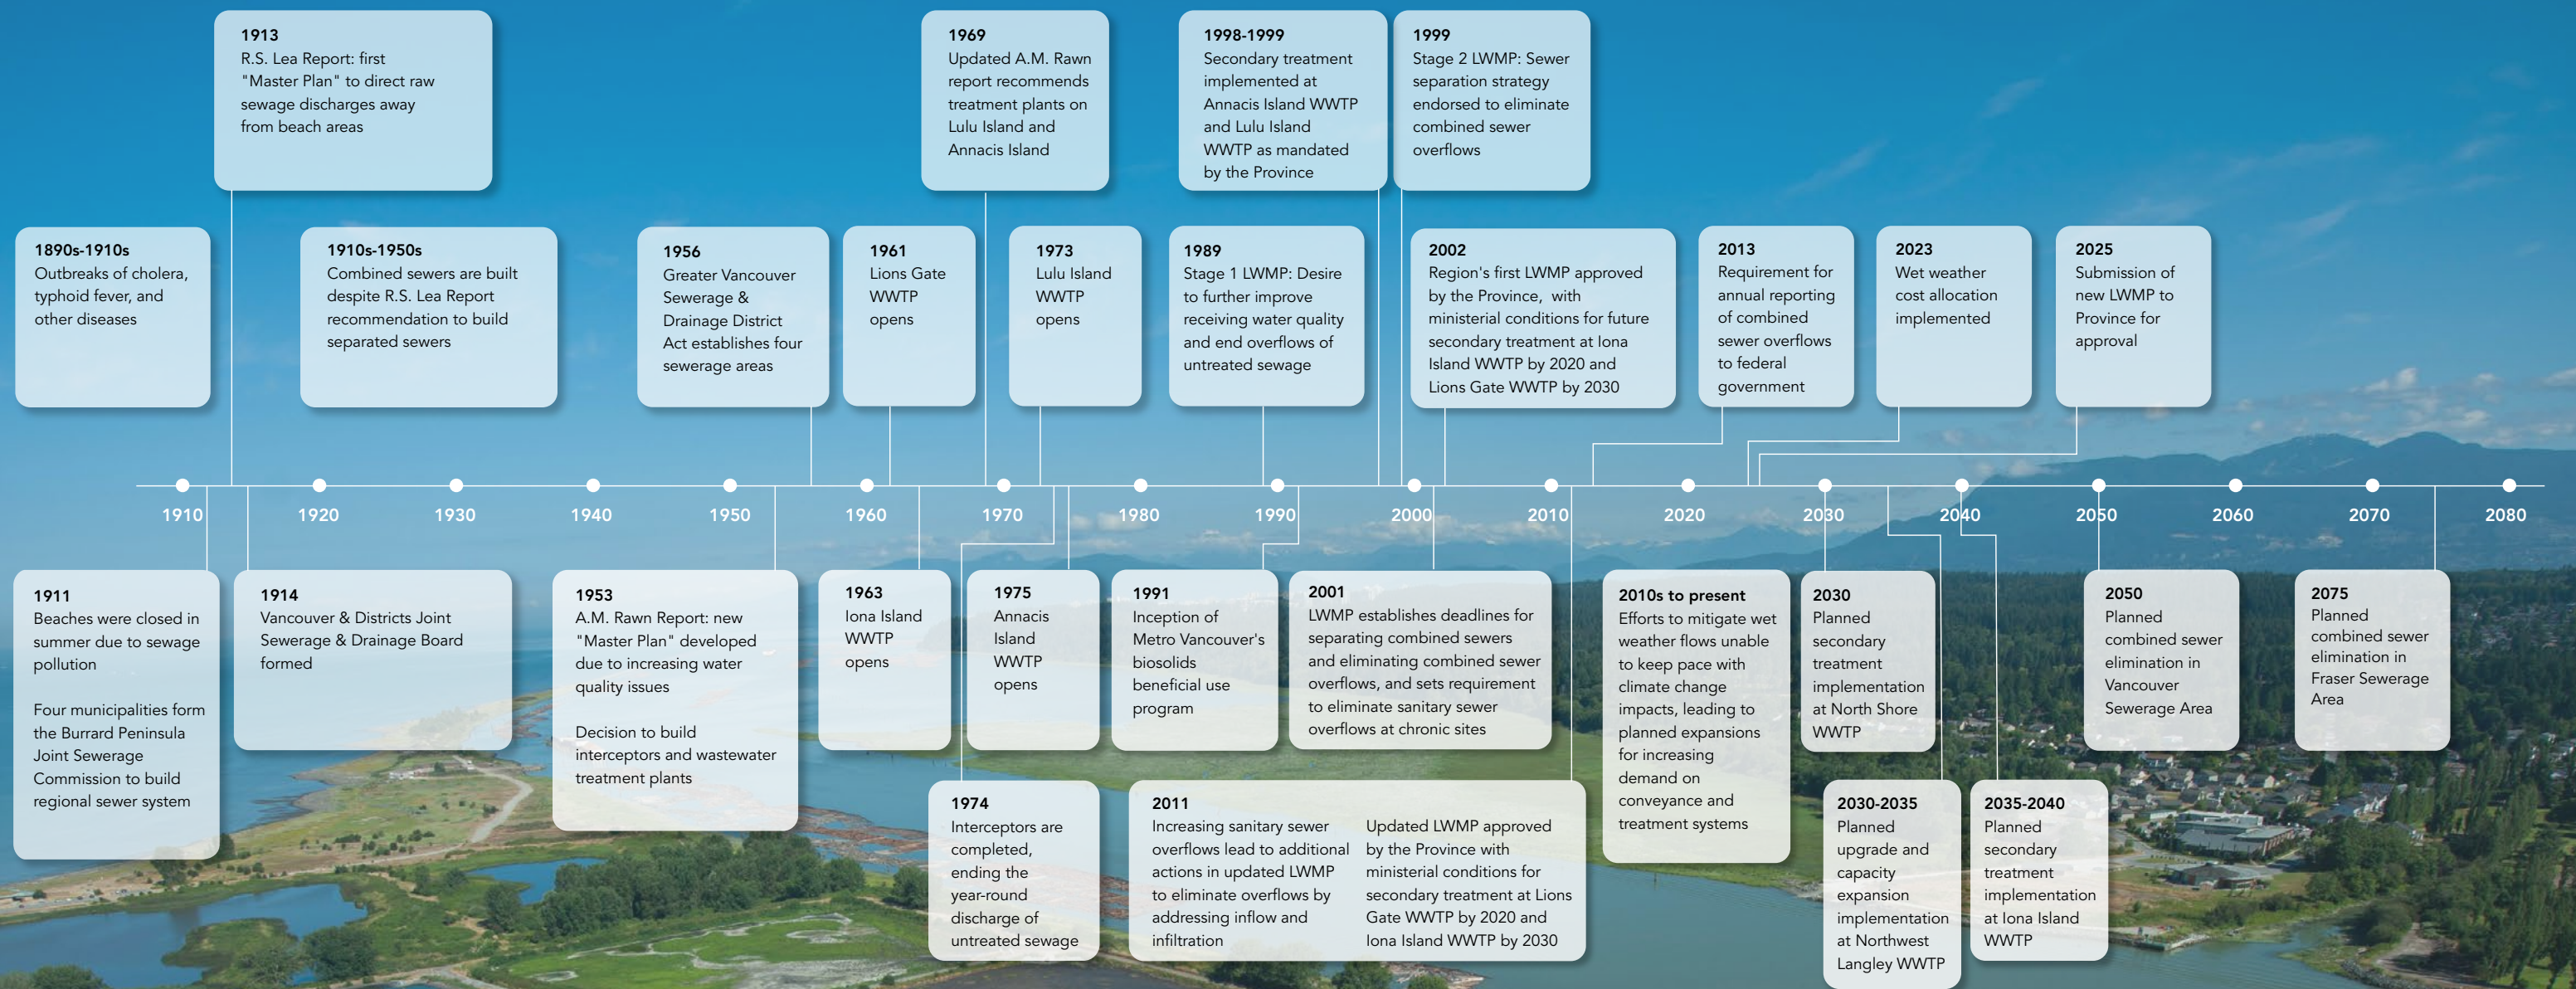 1913
R.S. Lea Report: first
"Master Plan" to direct raw
sewage discharges away
from beach areas
1969
Updated A.M. Rawn
report recommends
treatment plants on
Lulu Island and
Annacis Island
1998-1999
Secondary treatment
implemented at
Annacis Island WWTP
and Lulu Island
WWTP as mandated
by the Province
1999
Stage 2 LWMP: Sewer
separation strategy
endorsed to eliminate
combined sewer
overflows
1890s-1910s
Outbreaks of cholera,
typhoid fever, and
other diseases
1910s-1950s
Combined sewers are built
despite R.S. Lea Report
recommendation to build
separated sewers
1956
Greater Vancouver
Sewerage &
Drainage District
Act establishes four
sewerage areas
1961
Lions Gate
WWTP
opens
1973
Lulu Island
WWTP
opens
1989
Stage 1 LWMP: Desire
to further improve
receiving water quality
and end overflows of
untreated sewage
2002
Region's first LWMP approved
by the Province, with
ministerial conditions for future
secondary treatment at Iona
Island WWTP by 2020 and
Lions Gate WWTP by 2030
2013
Requirement for
annual reporting
of combined
sewer overflows
to federal
government
2023
Wet weather
cost allocation
implemented
2025
Submission of
new LWMP to
Province for
approval
1910 1920 1930 1940 1950 1960 1970 1980 1990 2000 2010 2020 2030 2040 2050 2060 2070 2080
1911
Beaches were closed in
summer due to sewage
pollution
Four municipalities form
the Burrard Peninsula
Joint Sewerage
Commission to build
regional sewer system
1914
Vancouver & Districts Joint
Sewerage & Drainage Board
formed
1953
A.M. Rawn Report: new
"Master Plan" developed
due to increasing water
quality issues
Decision to build
interceptors and wastewater
treatment plants
1963
Iona Island
WWTP
opens
1975
Annacis
Island
WWTP
opens
1991
Inception of
Metro Vancouver's
biosolids
beneficial use
program
2001
LWMP establishes deadlines for
separating combined sewers
and eliminating combined sewer
overflows, and sets requirement
to eliminate sanitary sewer
overflows at chronic sites
2010s to present
Efforts to mitigate wet
weather flows unable
to keep pace with
climate change
impacts, leading to
planned expansions
for increasing
demand on
conveyance and
treatment systems
2030
Planned
secondary
treatment
implementation
at North Shore
WWTP
2050
Planned
combined sewer
elimination in
Vancouver
Sewerage Area
2075
Planned
combined sewer
elimination in
Fraser Sewerage
Area
1974
Interceptors are
completed,
ending the
year-round
discharge of
untreated sewage
2011
Increasing sanitary sewer
overflows lead to additional
actions in updated LWMP
to eliminate overflows by
addressing inflow and
infiltration
Updated LWMP approved
by the Province with
ministerial conditions for
secondary treatment at Lions
Gate WWTP by 2020 and
Iona Island WWTP by 2030
2030-2035
Planned
upgrade and
capacity
expansion
implementation
at Northwest
Langley WWTP
2035-2040
Planned
secondary
treatment
implementation
at Iona Island
WWTP